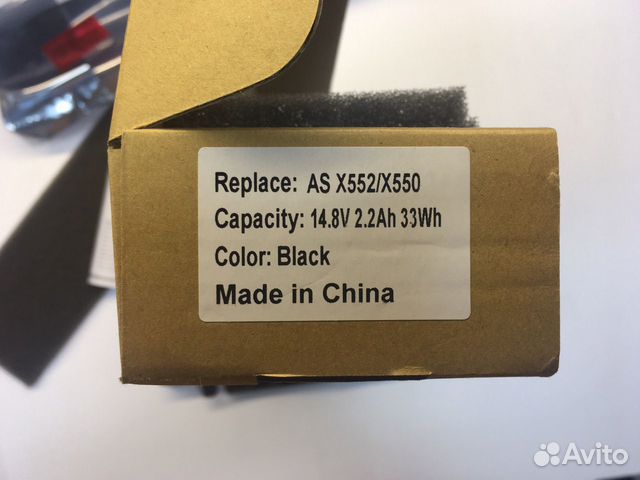 Replace: AS X552/X550
Capacity: 14.8V 2.2Ah 33Wh
Color: Black
Made in China
Avito